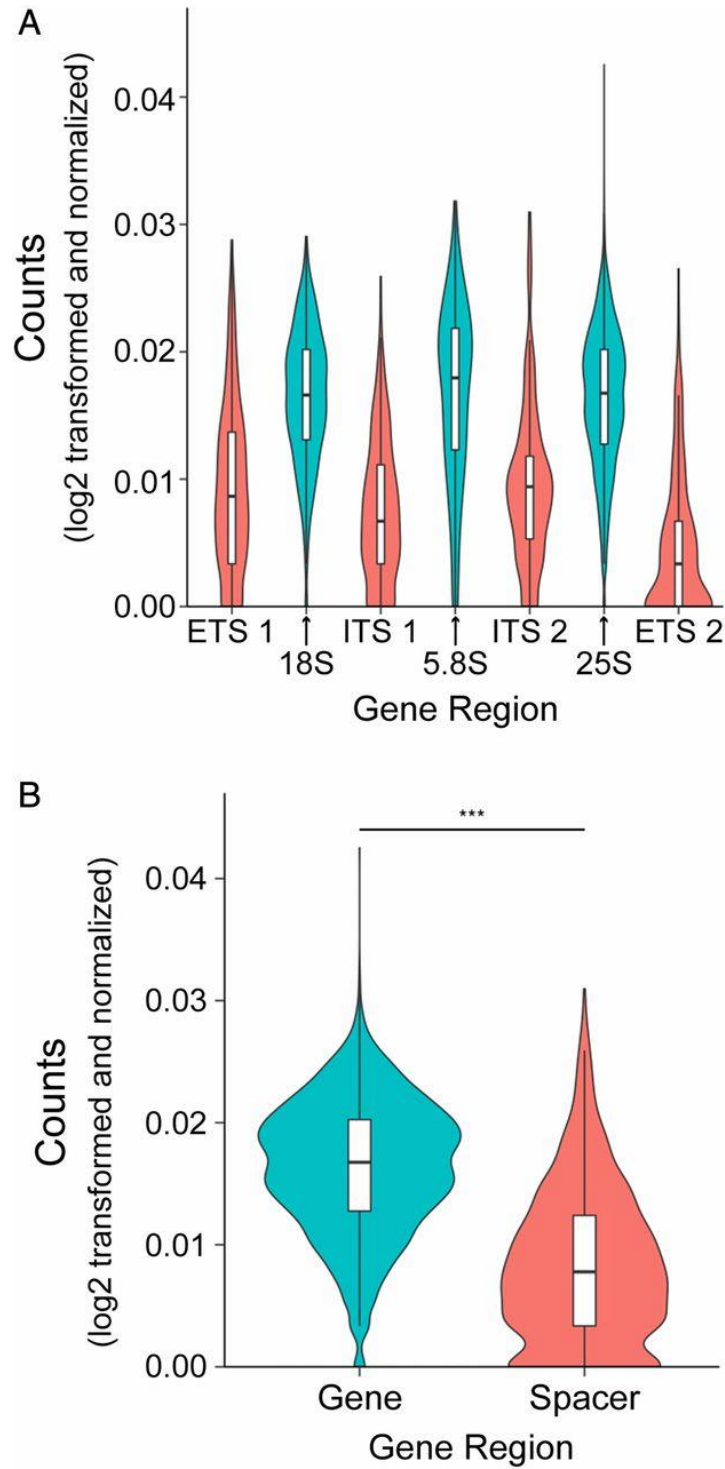 A
Counts
(log2 transformed and normalized)
0.04
0.03
0.02
0.01
0.00
ETS 1 ↑ ITS 1 ↑ ITS 2 ↑ ETS 2
18S 5.8S 25S
Gene Region
B
***
Counts
(log2 transformed and normalized)
0.04
0.03
0.02
0.01
0.00
Gene Spacer
Gene Region